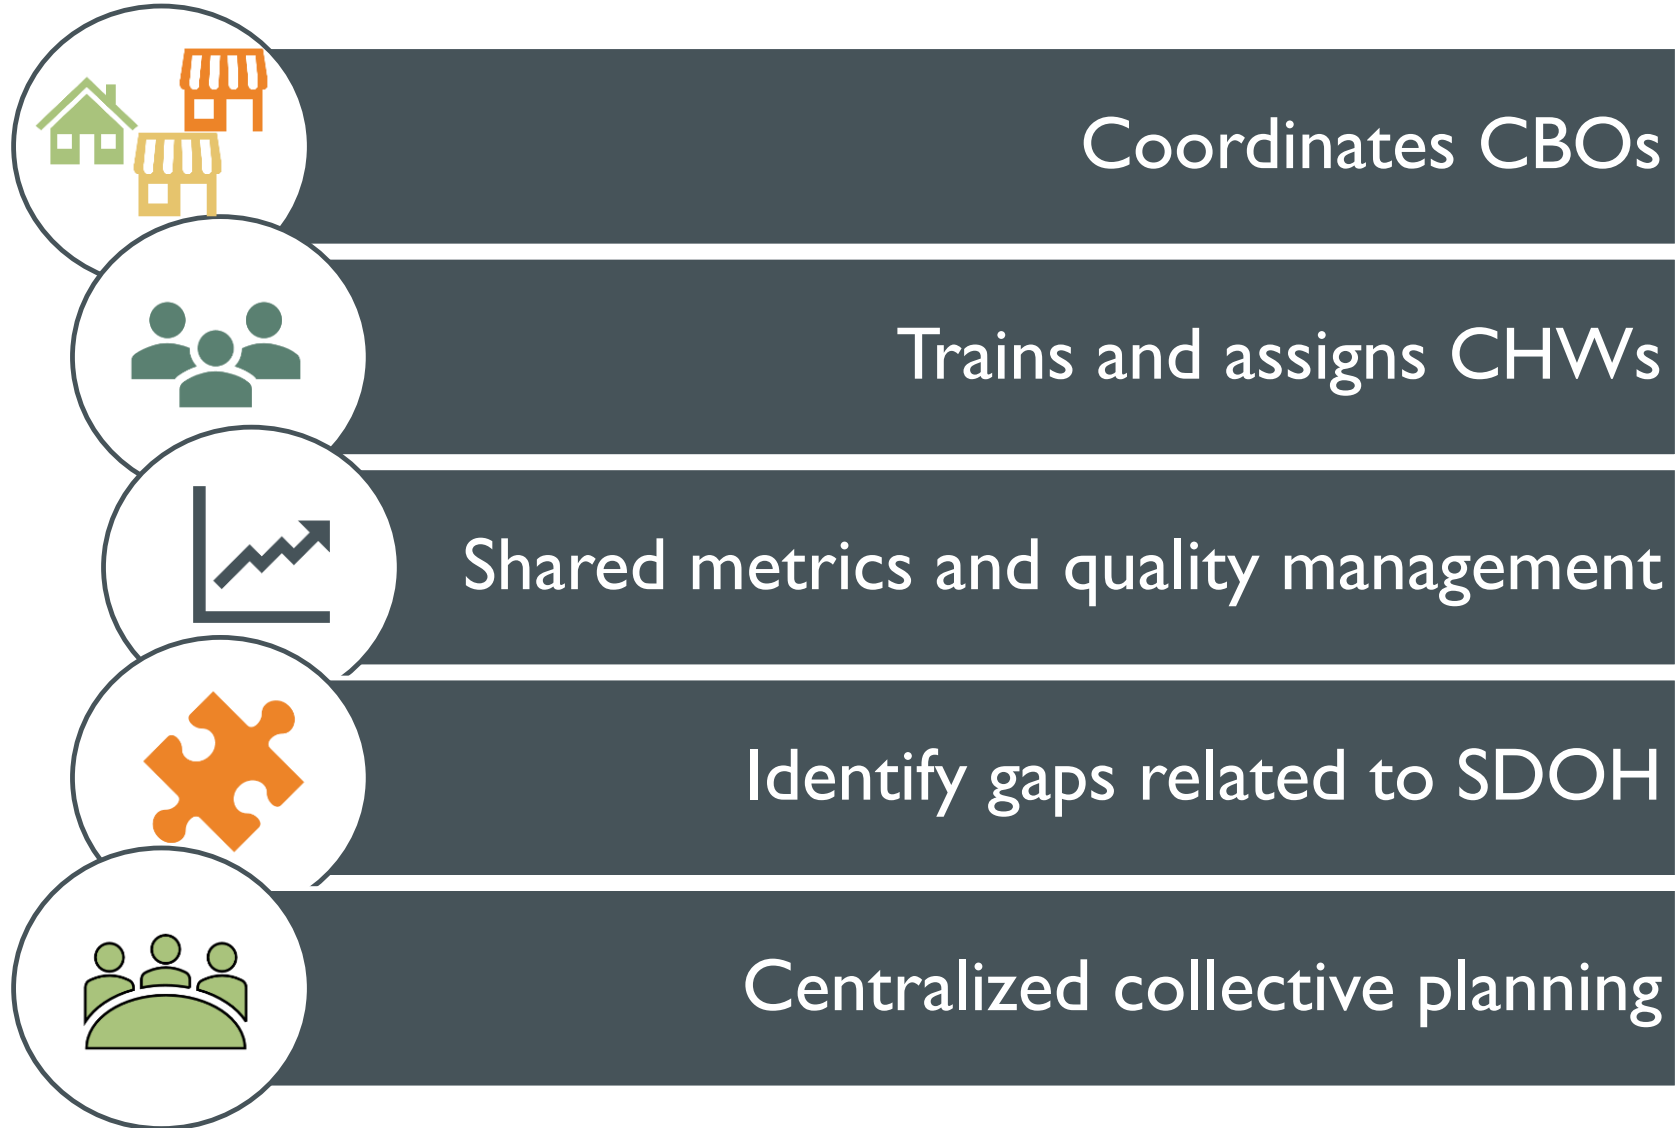 Coordinates CBOs
Trains and assigns CHWs
Shared metrics and quality management
Identify gaps related to SDOH
Centralized collective planning